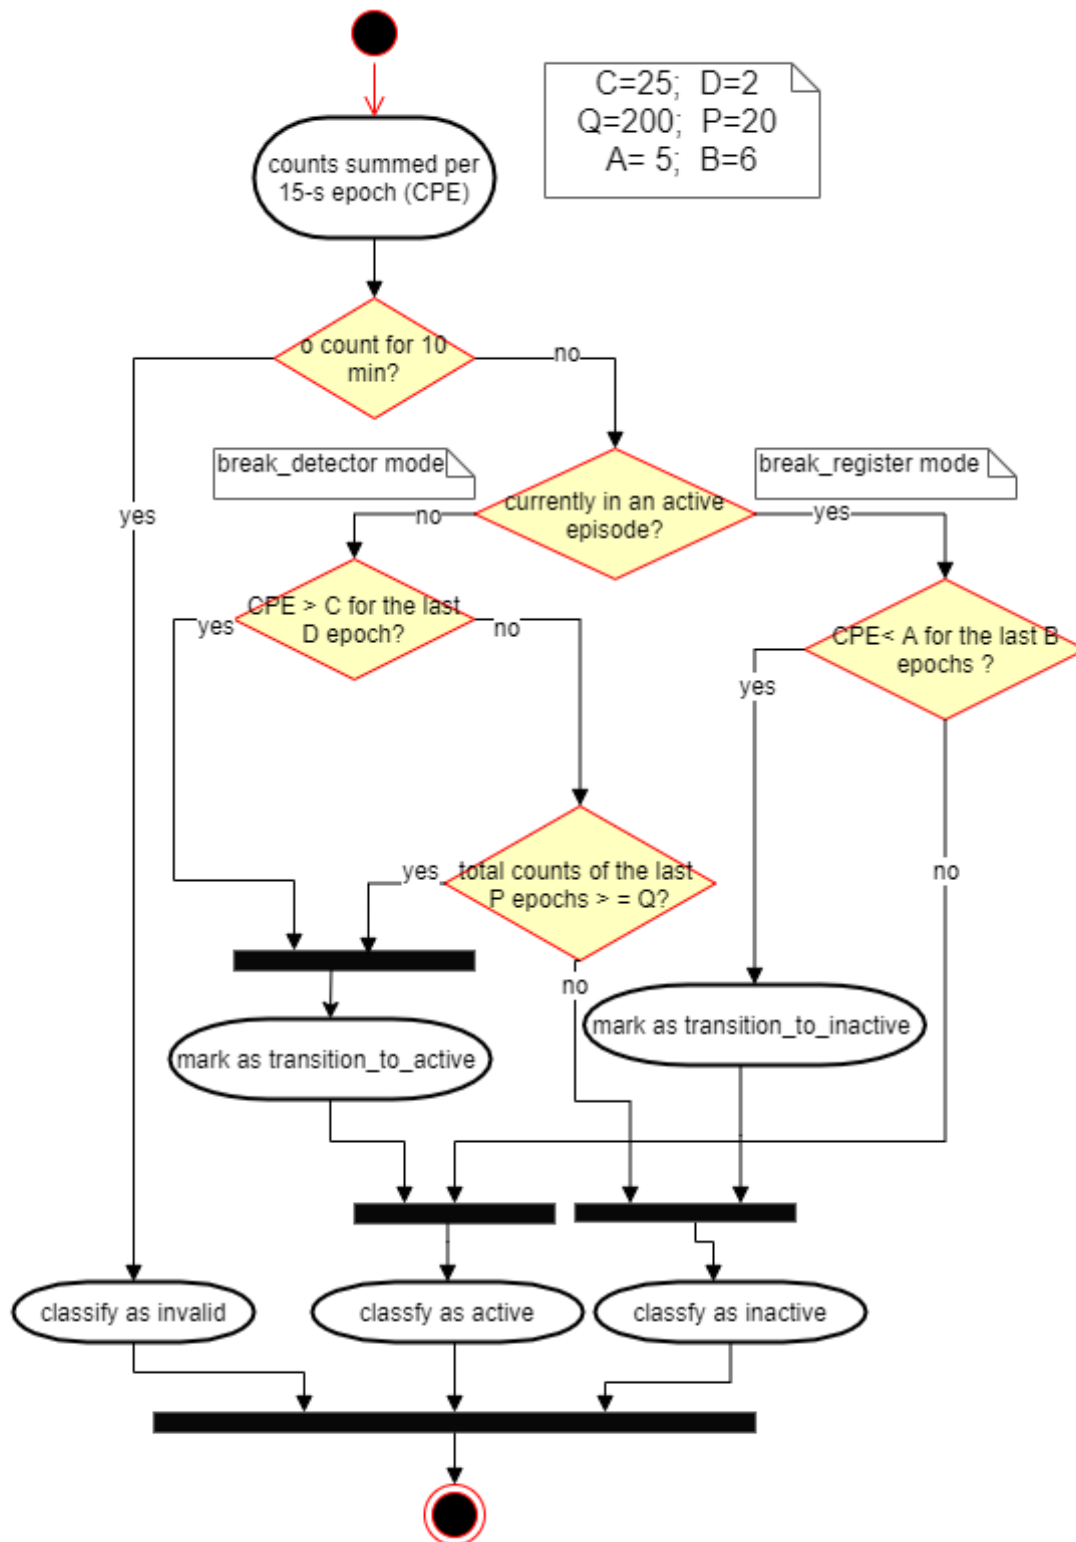 C=25;  D=2
Q=200;  P=20
A= 5;  B=6
counts summed per
15-s epoch (CPE)
o count for 10
min?
no
yes
break_detector mode
break_register mode
currently in an active
episode?
no
yes
CPE > C for the last
D epoch?
yes
no
CPE< A for the last B
epochs ?
yes
no
total counts of the last
P epochs > = Q?
yes
no
mark as transition_to_inactive
mark as transition_to_active
classify as invalid
classfy as active
classfy as inactive